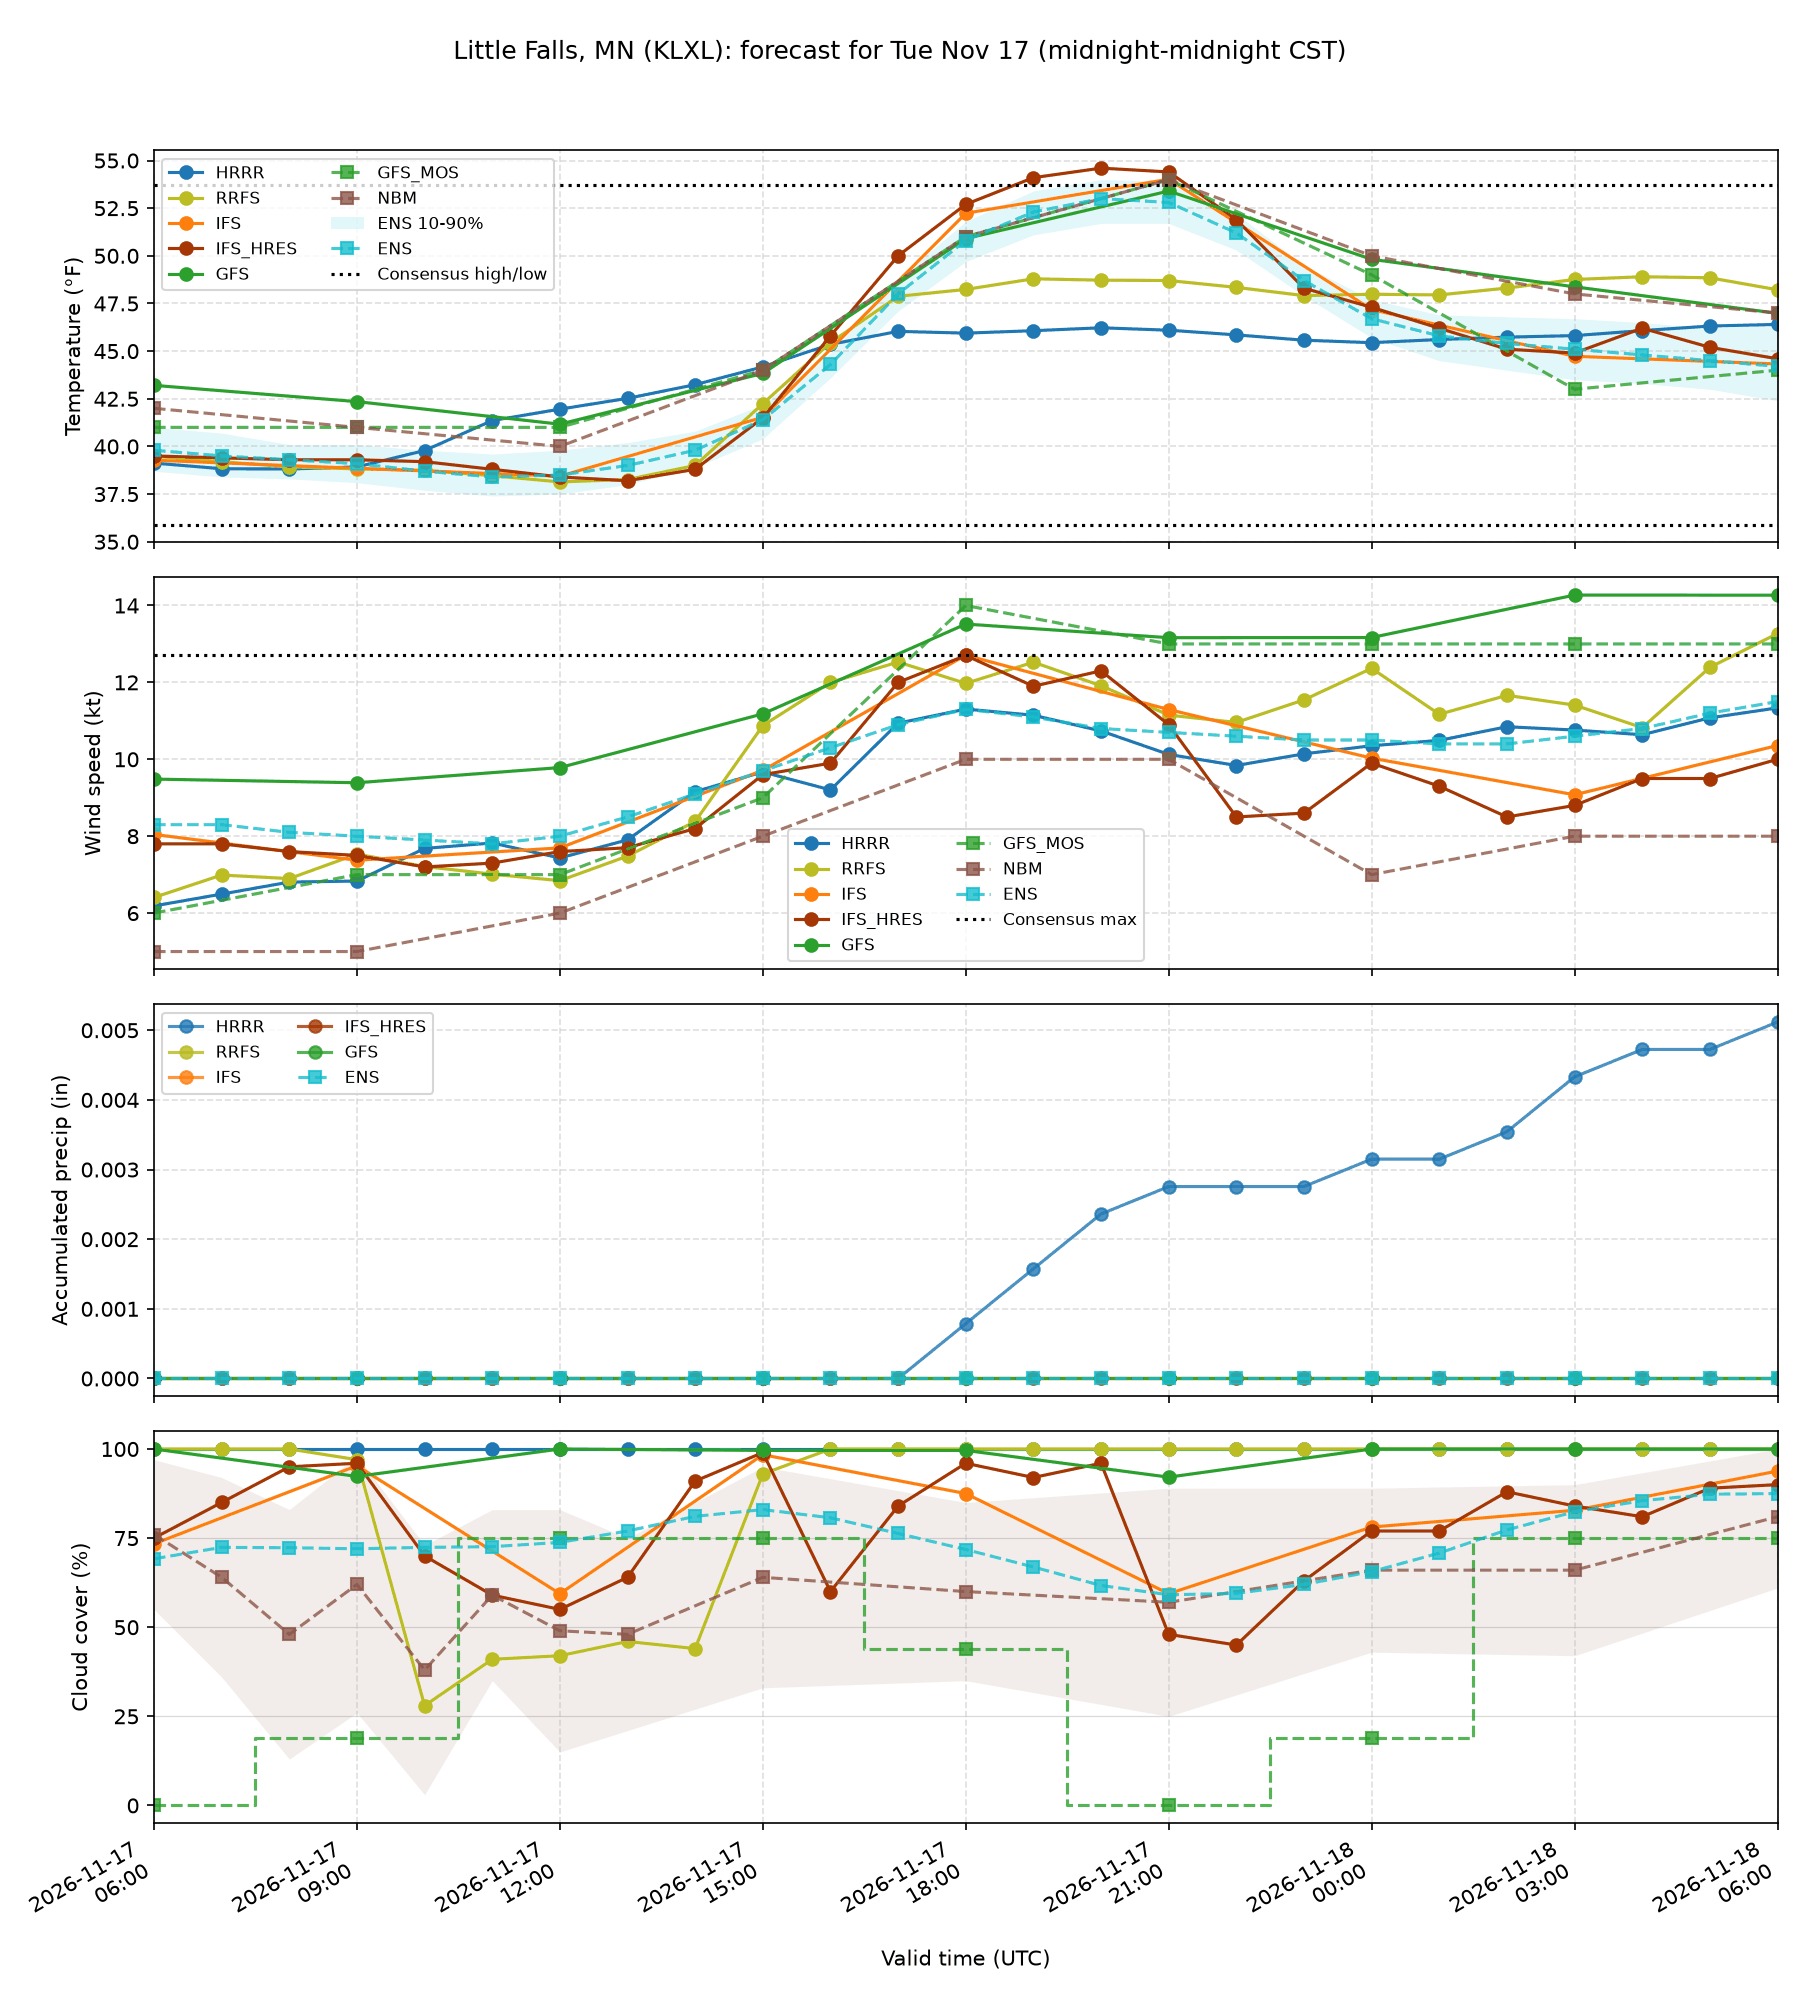 Little Falls, MN (KLXL): forecast for Tue Nov 17 (midnight-midnight CST)
Temperature (°F)
55.0
52.5
50.0
47.5
45.0
42.5
40.0
37.5
35.0
HRRR
RRFS
IFS
IFS_HRES
GFS
GFS_MOS
NBM
ENS 10-90%
ENS
Consensus high/low
Wind speed (kt)
14
12
10
8
6
HRRR
RRFS
IFS
IFS_HRES
GFS
GFS_MOS
NBM
ENS
Consensus max
Accumulated precip (in)
0.005
0.004
0.003
0.002
0.001
0.000
HRRR
RRFS
IFS
IFS_HRES
GFS
ENS
Cloud cover (%)
100
75
50
25
0
2026-11-17
06:00
2026-11-17
09:00
2026-11-17
12:00
2026-11-17
15:00
2026-11-17
18:00
2026-11-17
21:00
2026-11-18
00:00
2026-11-18
03:00
2026-11-18
06:00
Valid time (UTC)